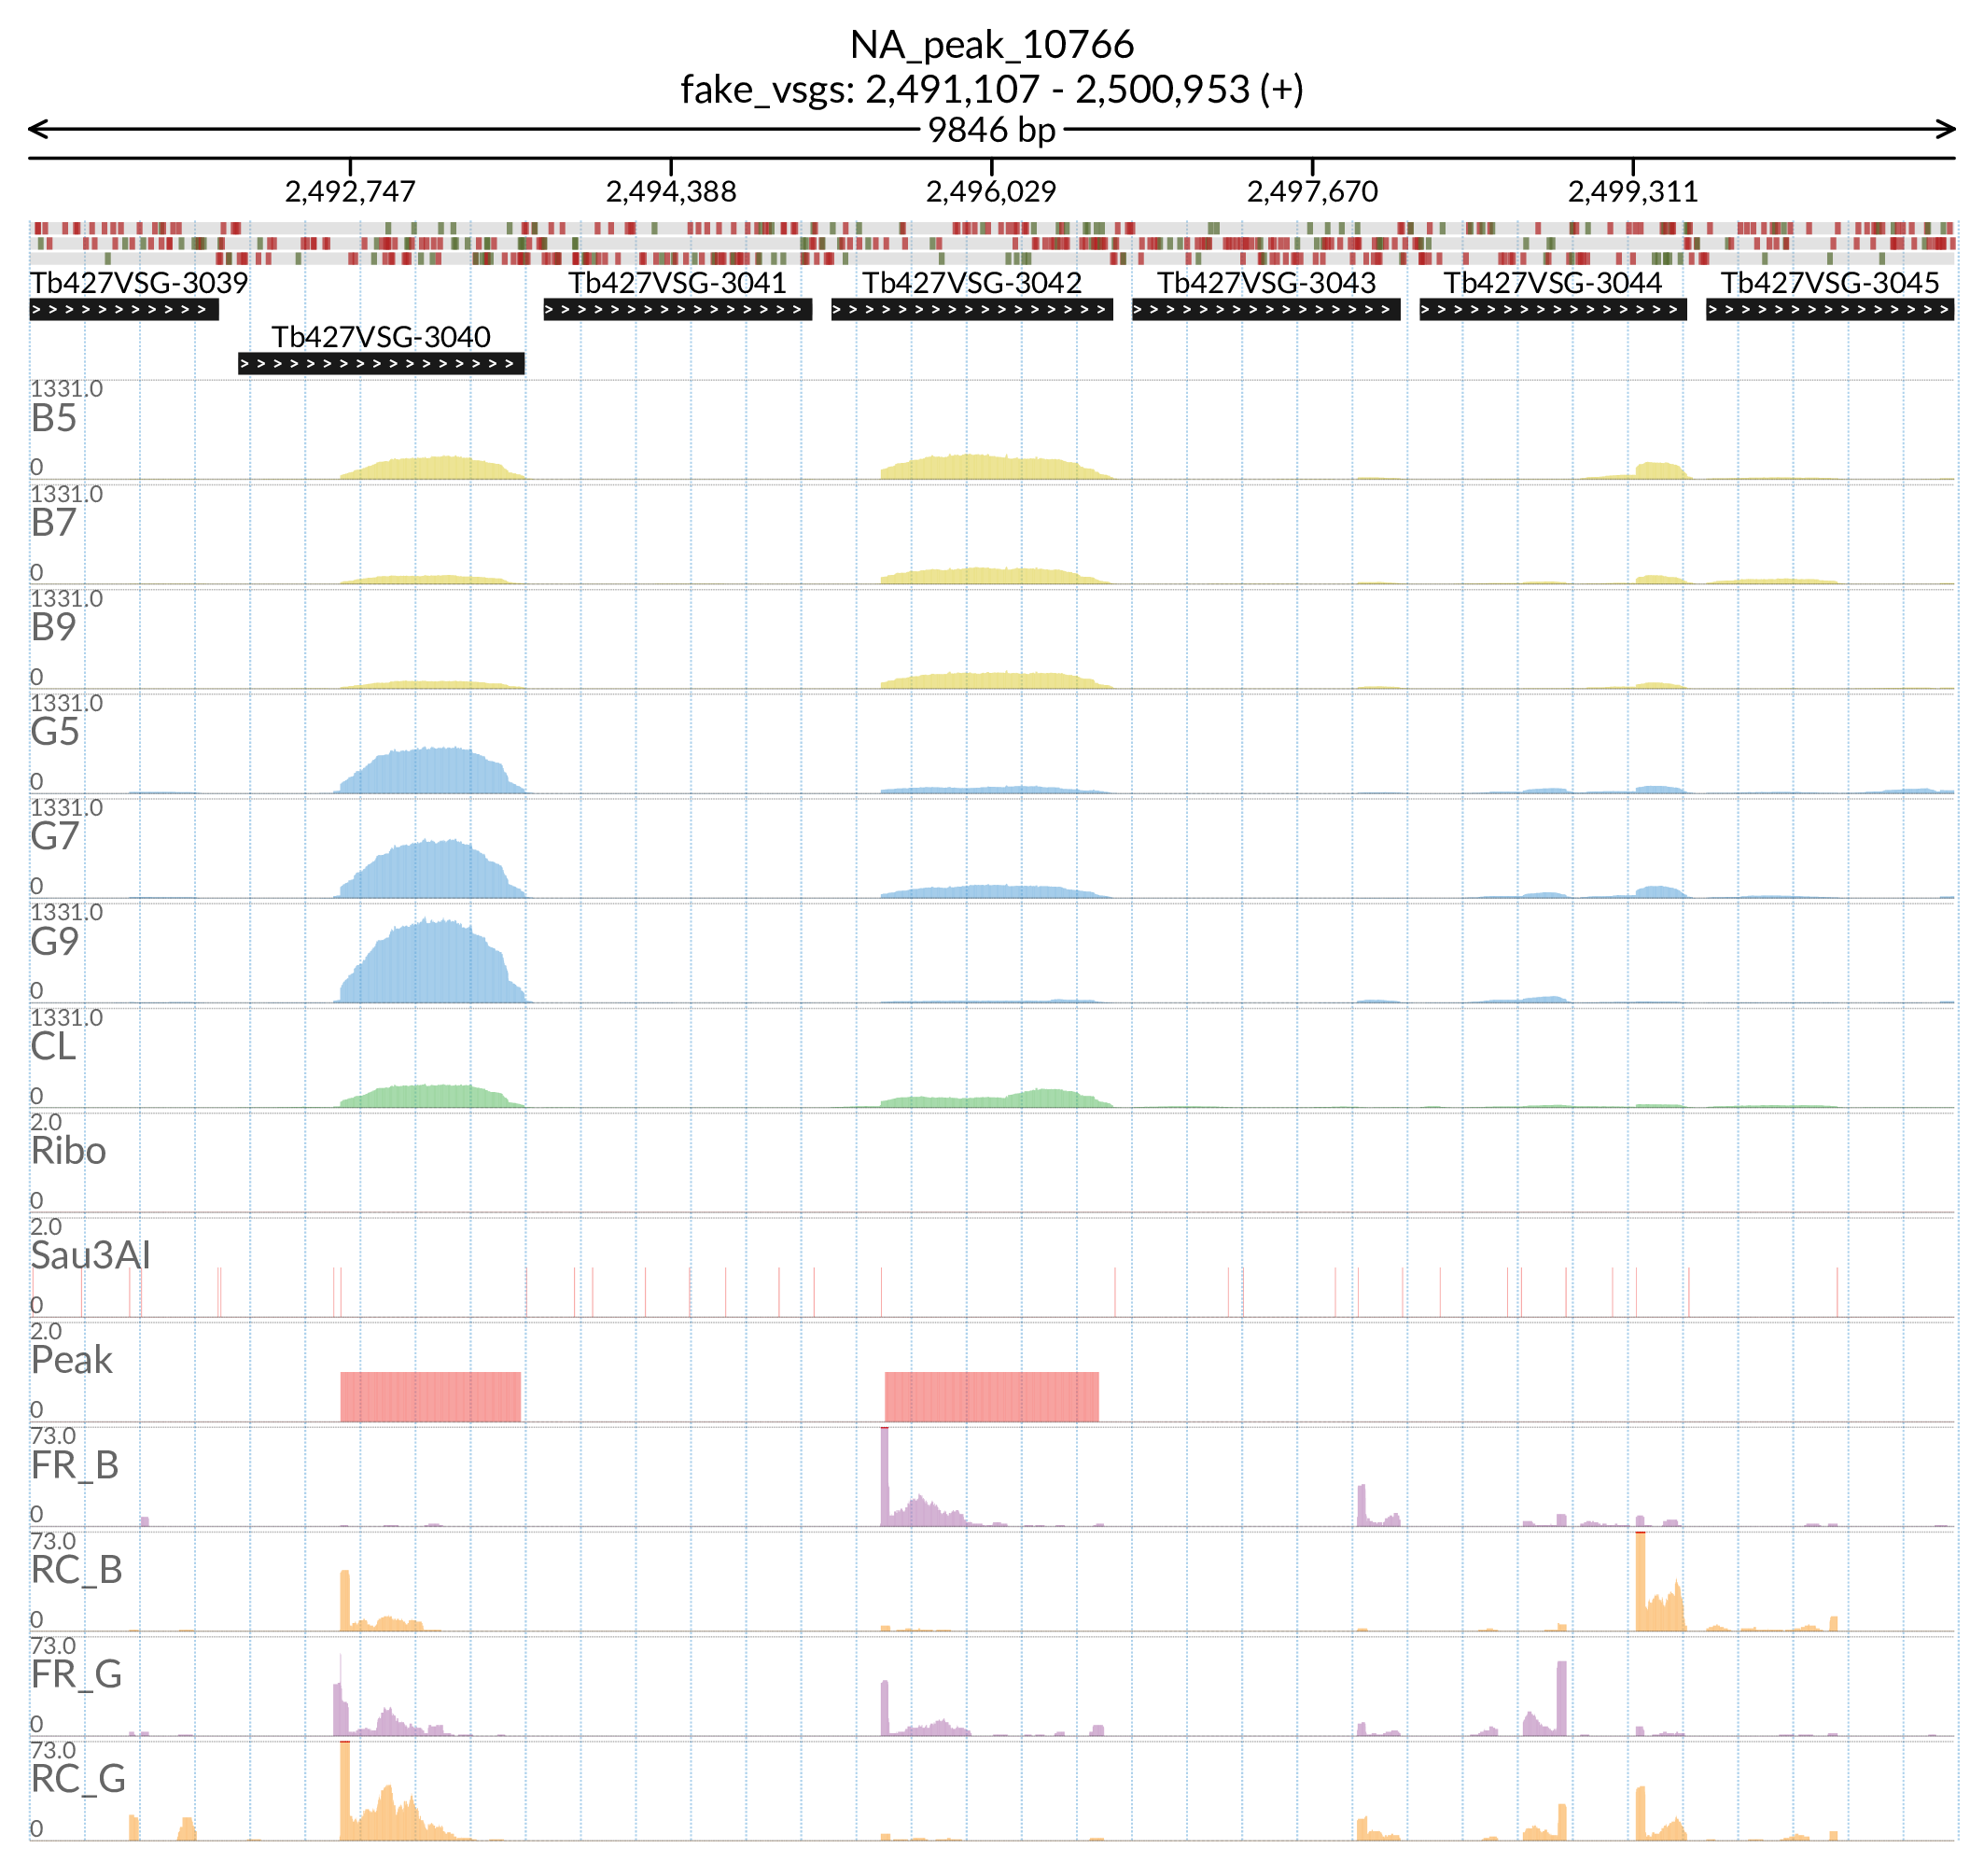 NA_peak_10766
fake_vsgs: 2,491,107 - 2,500,953 (+)
9846 bp
2,492,747 2,494,388 2,496,029 2,497,670 2,499,311
Tb427VSG-3039 Tb427VSG-3041 Tb427VSG-3042 Tb427VSG-3043 Tb427VSG-3044 Tb427VSG-3045
Tb427VSG-3040
1331.0
B5
0
1331.0
B7
0
1331.0
B9
0
1331.0
G5
0
1331.0
G7
0
1331.0
G9
0
1331.0
CL
0
2.0
Ribo
0
2.0
Sau3AI
0
2.0
Peak
0
73.0
FR_B
0
73.0
RC_B
0
73.0
FR_G
0
73.0
RC_G
0